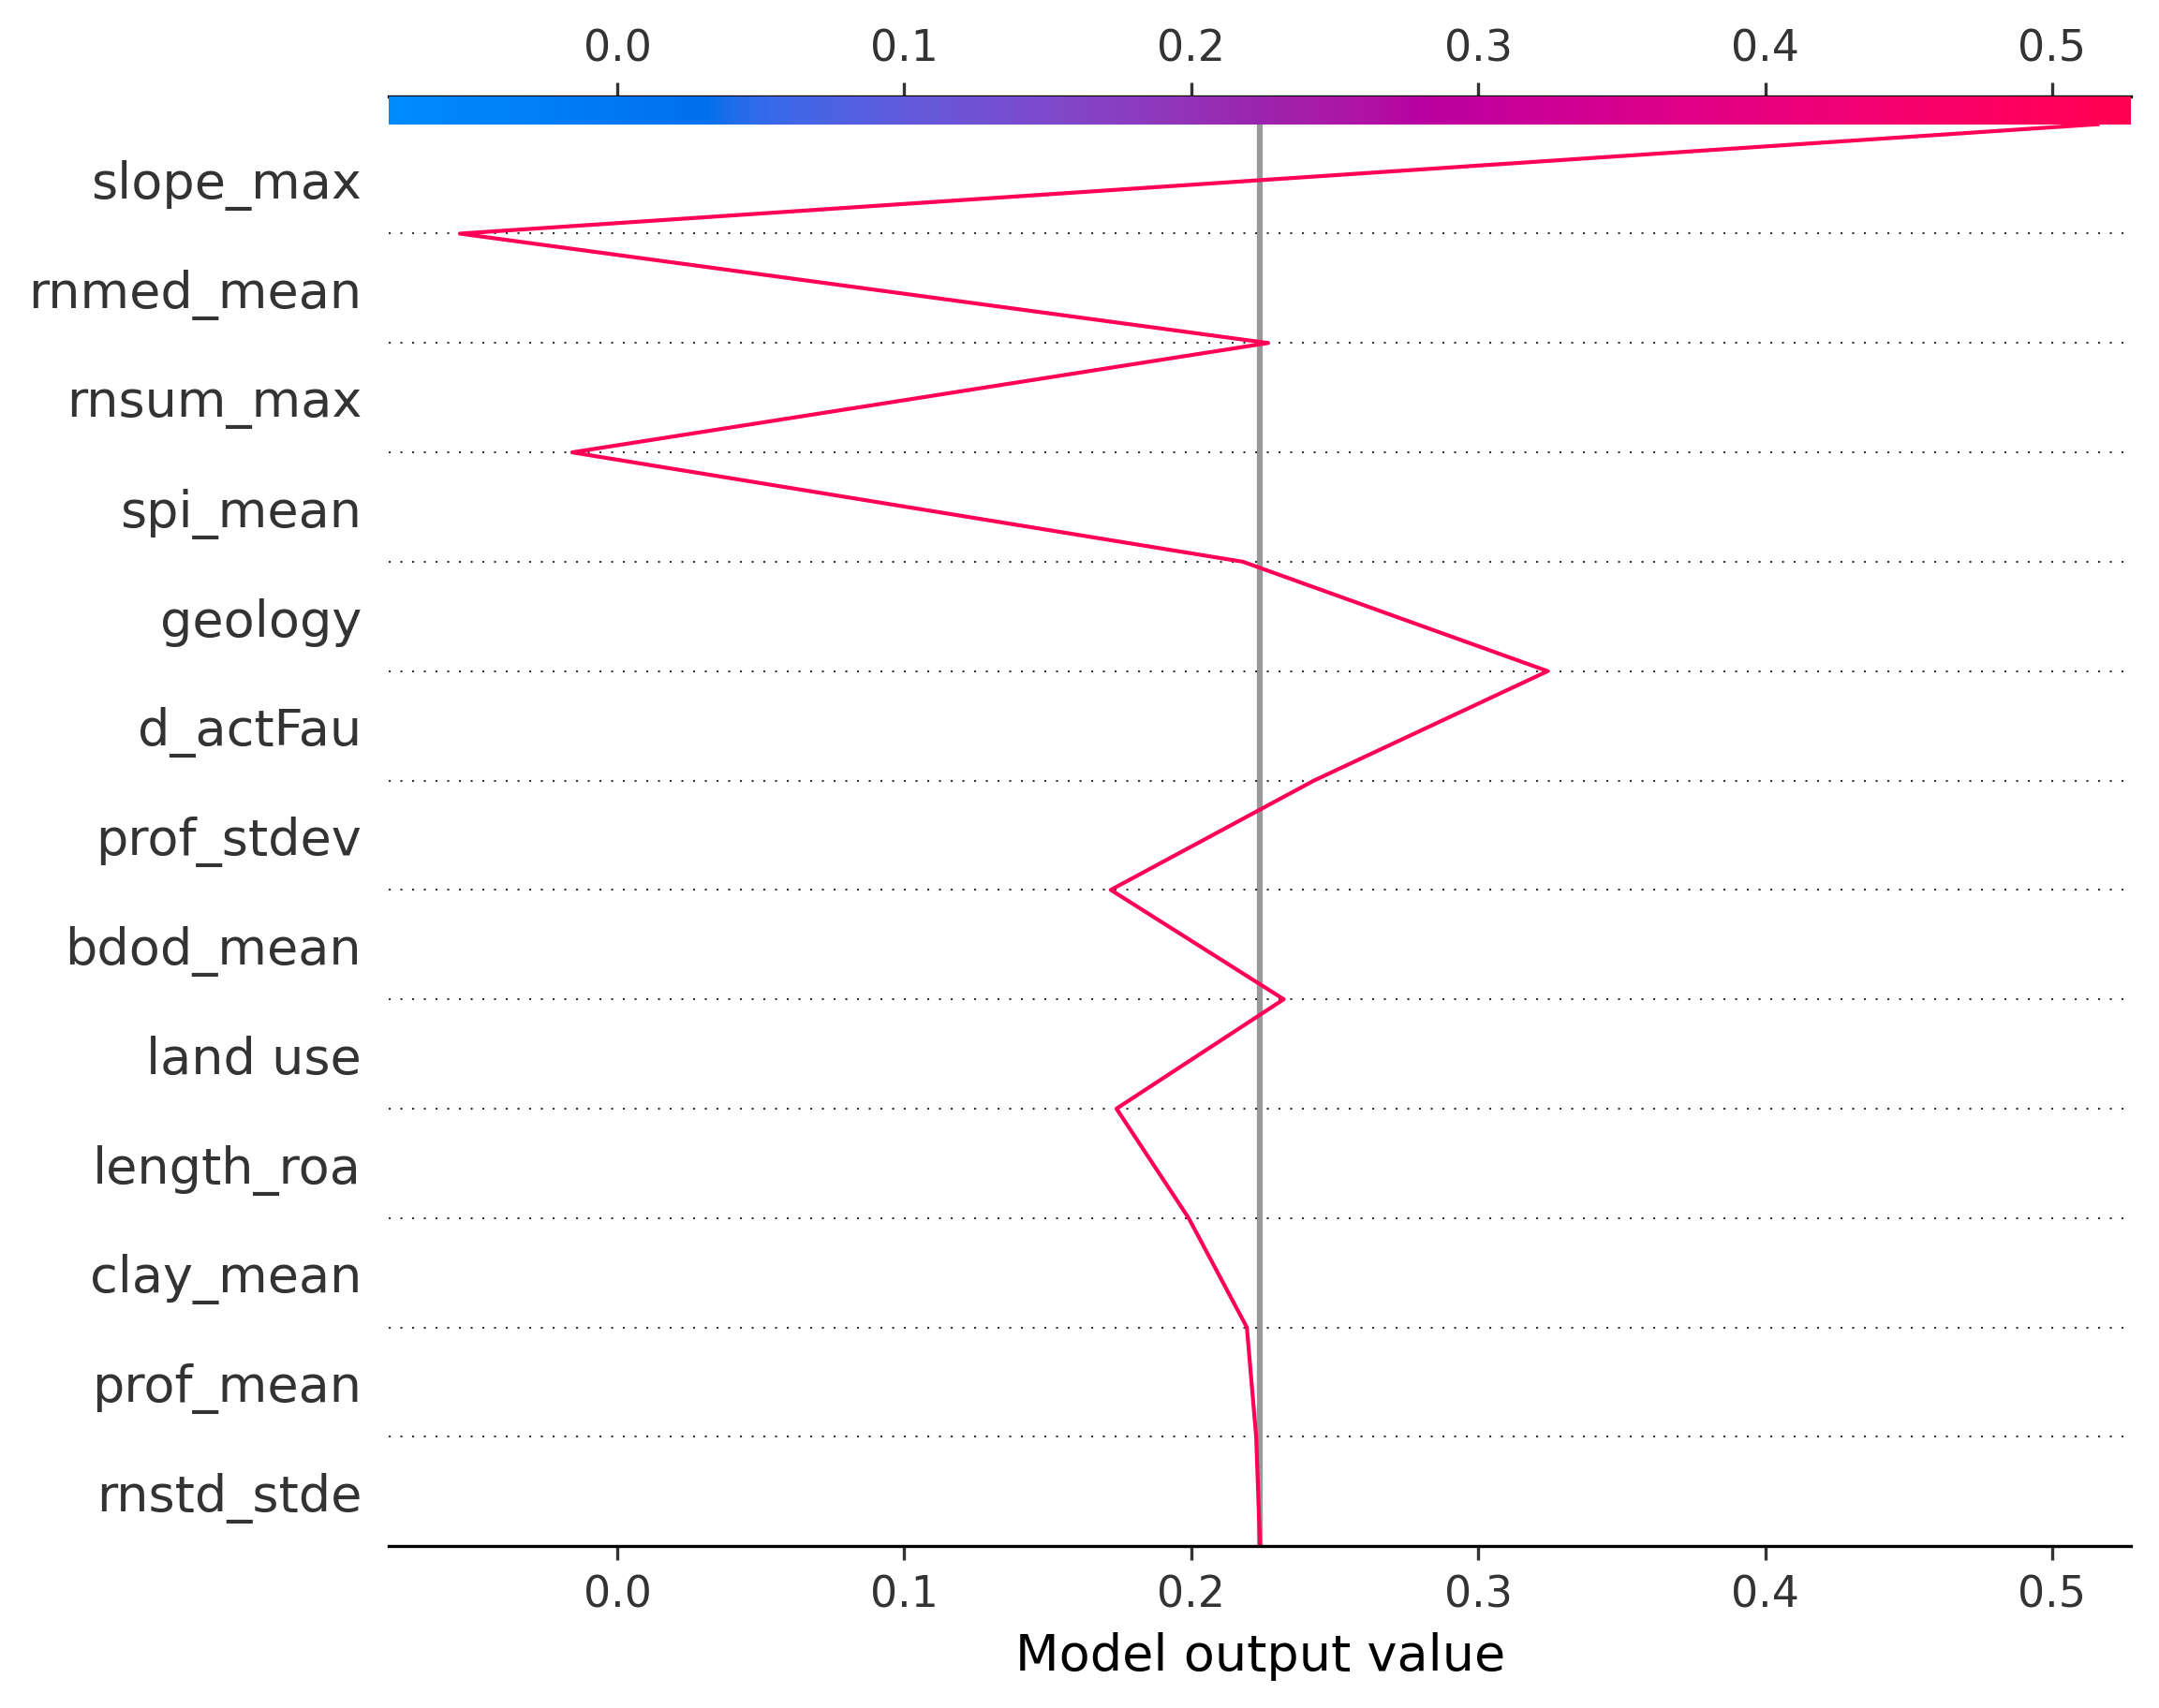 0.0 0.1 0.2 0.3 0.4 0.5
slope_max
rnmed_mean
rnsum_max
spi_mean
geology
d_actFau
prof_stdev
bdod_mean
land use
length_roa
clay_mean
prof_mean
rnstd_stde
0.0 0.1 0.2 0.3 0.4 0.5
Model output value